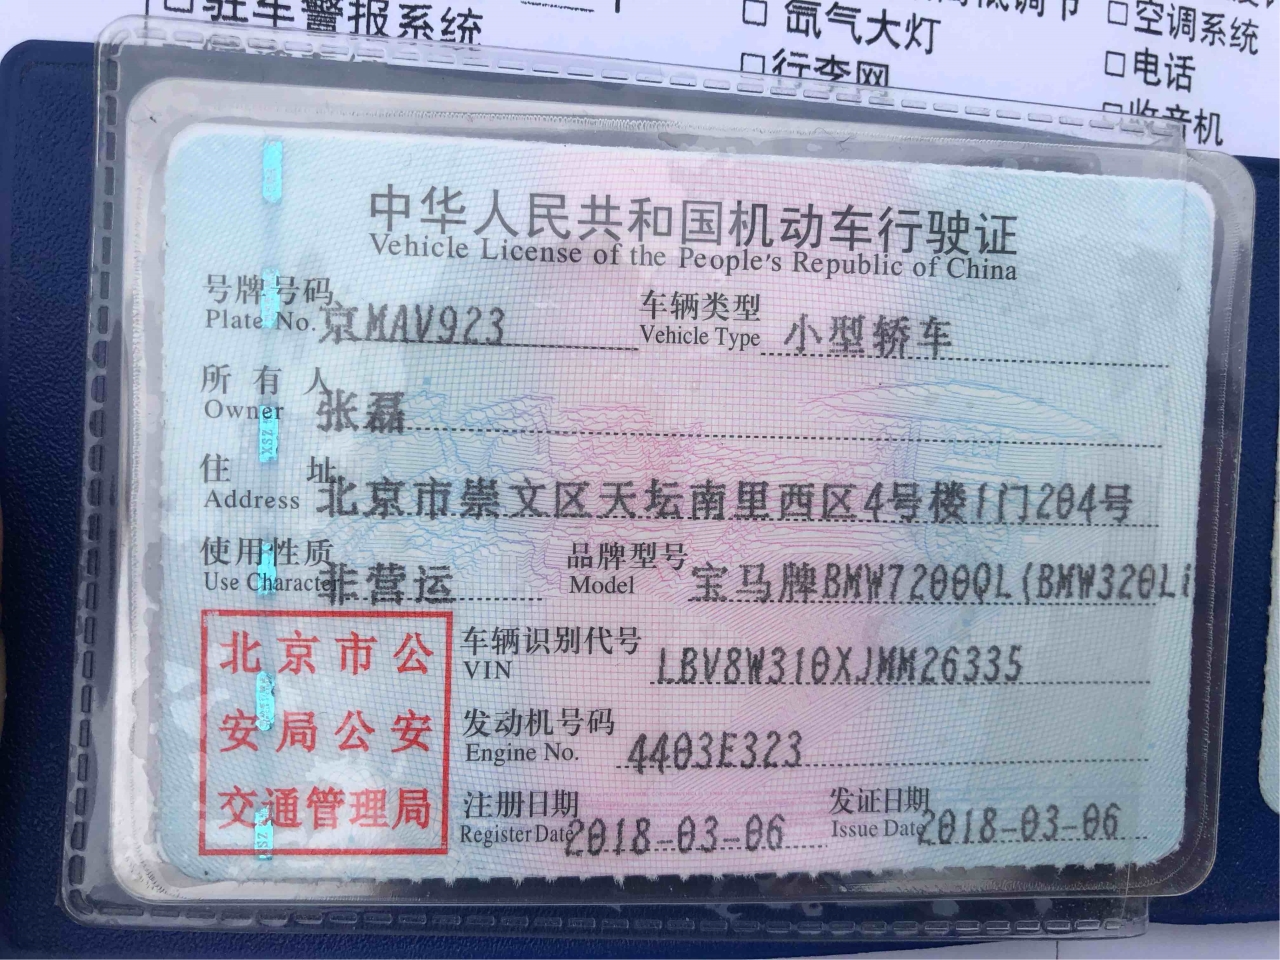 □驻车警报系统
□氙气大灯
□空调系统
□行李网
□电话
□收音机
中华人民共和国机动车行驶证
Vehicle License of the People's Republic of China
号牌号码 京MAV923 车辆类型 小型轿车
Plate No. Vehicle Type
所有人 张磊
Owner
住址 北京市崇文区天坛南里西区4号楼1门204号
Address
使用性质 非营运 品牌型号 宝马牌BMW7200QL(BMW320Li
Use Character Model
北京市公
安局公安
交通管理局
车辆识别代号 LBV8W310XJMM26335
VIN
发动机号码 4403E323
Engine No.
注册日期 2018-03-06 发证日期 2018-03-06
Register Date Issue Date